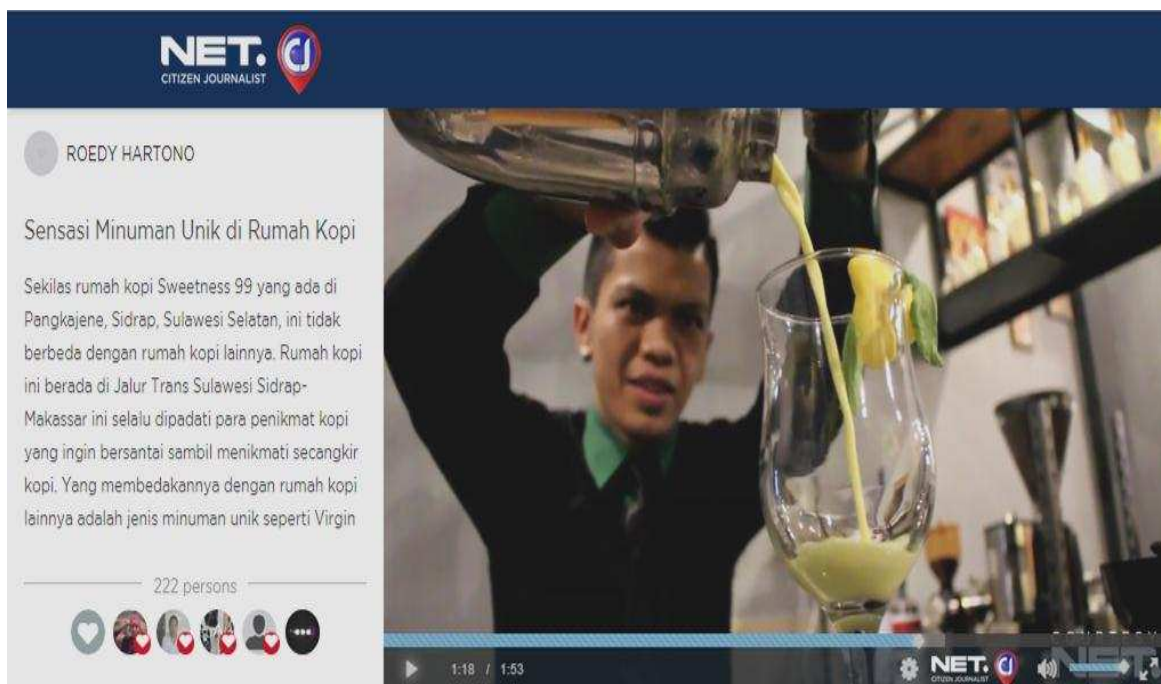 NET. CJ
CITIZEN JOURNALIST
ROEDY HARTONO
Sensasi Minuman Unik di Rumah Kopi
Sekilas rumah kopi Sweetness 99 yang ada di
Pangkajene, Sidrap, Sulawesi Selatan, ini tidak
berbeda dengan rumah kopi lainnya. Rumah kopi
ini berada di Jalur Trans Sulawesi Sidrap-
Makassar ini selalu dipadati para penikmat kopi
yang ingin bersantai sambil menikmati secangkir
kopi. Yang membedakannya dengan rumah kopi
lainnya adalah jenis minuman unik seperti Virgin
222 persons
1:18 / 1:53
NET. CJ
CITIZEN JOURNALIST
NET